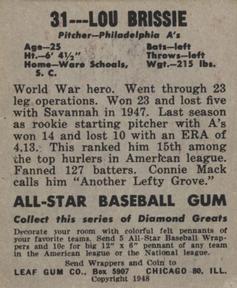 31---LOU BRISSIE
Pitcher-Philadelphia A's
Age-25 Bats-left
Ht.-6' 4½" Throws-left
Home-Ware Schoals, Wgt.-215 lbs.
S. C.
World War hero. Went through 23
leg operations. Won 23 and lost five
with Savannah in 1947. Last season
as rookie starting pitcher with A's
won 14 and lost 10 with an ERA of
4.13. This ranked him 15th among
the top hurlers in American league.
Fanned 127 batters. Connie Mack
calls him "Another Lefty Grove."
ALL-STAR BASEBALL GUM
Collect this series of Diamond Greats
Decorate your room with colorful felt pennants of
your favorite teams. Send 5 All-Star Baseball Wrap-
pers and 10c for big 12" x 6" pennant of any team
in the American league or the National league.
Send Wrappers and Coin to
LEAF GUM CO., Box 5907 CHICAGO 80, ILL.
Copyright 1948